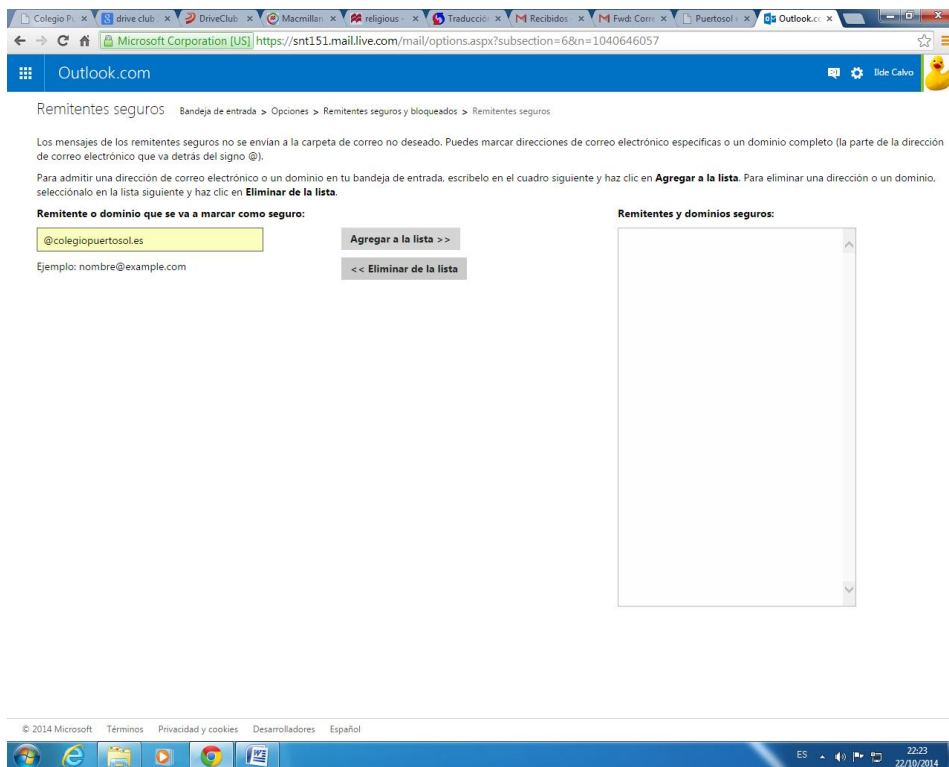 Colegio Pu
drive club
DriveClub
Macmillan
religious -
Traducció
Recibidos -
Fwd: Corre
Puertosol
Outlook.co
Microsoft Corporation [US] https://snt151.mail.live.com/mail/options.aspx?subsection=6&n=1040646057
Outlook.com
Ilde Calvo
Remitentes seguros Bandeja de entrada > Opciones > Remitentes seguros y bloqueados > Remitentes seguros
Los mensajes de los remitentes seguros no se envían a la carpeta de correo no deseado. Puedes marcar direcciones de correo electrónico específicas o un dominio completo (la parte de la dirección
de correo electrónico que va detrás del signo @).
Para admitir una dirección de correo electrónico o un dominio en tu bandeja de entrada, escríbelo en el cuadro siguiente y haz clic en Agregar a la lista. Para eliminar una dirección o un dominio,
selecciónalo en la lista siguiente y haz clic en Eliminar de la lista.
Remitente o dominio que se va a marcar como seguro:
@colegiopuertosol.es
Ejemplo: nombre@example.com
Agregar a la lista >>
<< Eliminar de la lista
Remitentes y dominios seguros:
© 2014 Microsoft Términos Privacidad y cookies Desarrolladores Español
ES
22:23
22/10/2014